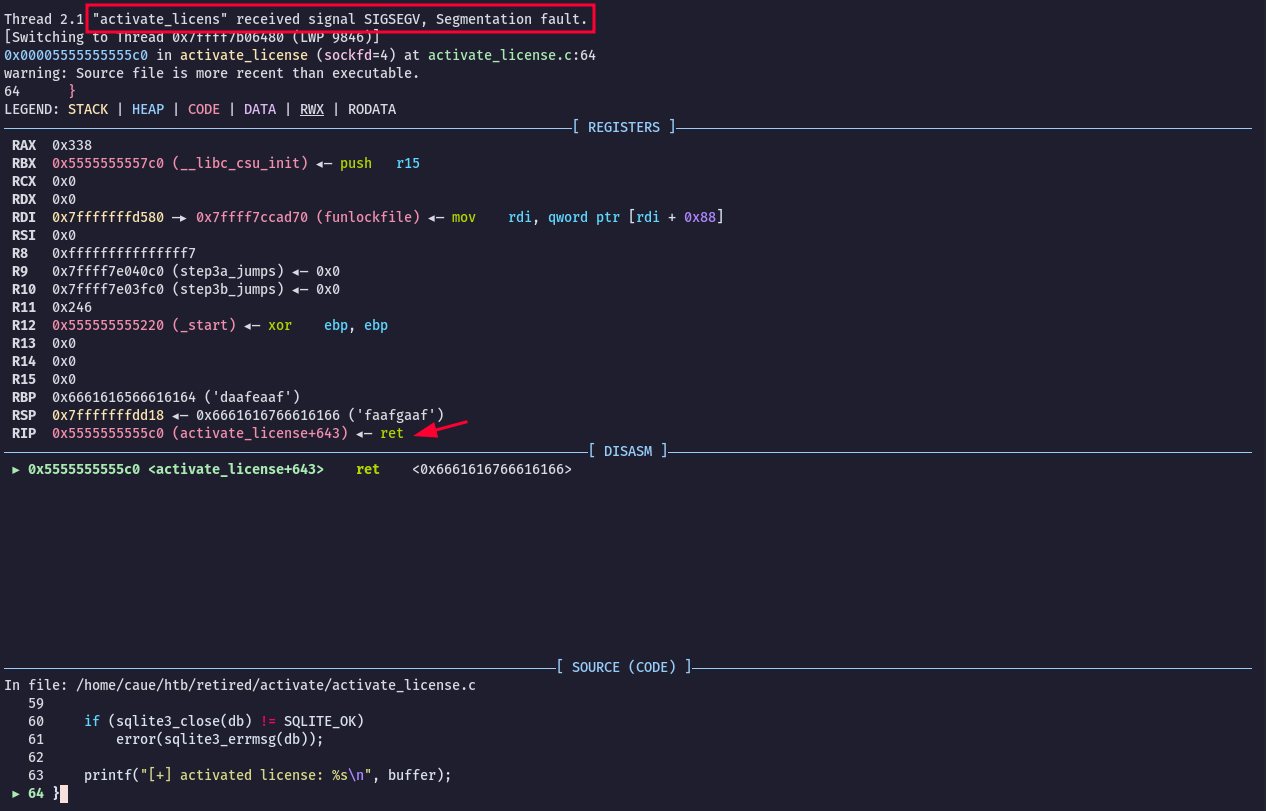 Thread 2.1 "activate_licens" received signal SIGSEGV, Segmentation fault.
[Switching to Thread 0x7ffff7b06480 (LWP 9846)]
0x00005555555555c0 in activate_license (sockfd=4) at activate_license.c:64
warning: Source file is more recent than executable.
64      }
LEGEND: STACK | HEAP | CODE | DATA | RWX | RODATA
[ REGISTERS ]
RAX  0x338
RBX  0x5555555557c0 (__libc_csu_init) ◂— push   r15
RCX  0x0
RDX  0x0
RDI  0x7fffffffd580 —▸ 0x7ffff7ccad70 (funlockfile) ◂— mov    rdi, qword ptr [rdi + 0x88]
RSI  0x0
R8   0xfffffffffffffff7
R9   0x7ffff7e040c0 (step3a_jumps) ◂— 0x0
R10  0x7ffff7e03fc0 (step3b_jumps) ◂— 0x0
R11  0x246
R12  0x555555555220 (_start) ◂— xor    ebp, ebp
R13  0x0
R14  0x0
R15  0x0
RBP  0x6661616566616164 ('daafeaaf')
RSP  0x7fffffffdd18 ◂— 0x6661616766616166 ('faafgaaf')
RIP  0x5555555555c0 (activate_license+643) ◂— ret
[ DISASM ]
► 0x5555555555c0 <activate_license+643>    ret    <0x6661616766616166>
[ SOURCE (CODE) ]
In file: /home/caue/htb/retired/activate/activate_license.c
59
60     if (sqlite3_close(db) != SQLITE_OK)
61         error(sqlite3_errmsg(db));
62
63     printf("[+] activated license: %s\n", buffer);
► 64 }